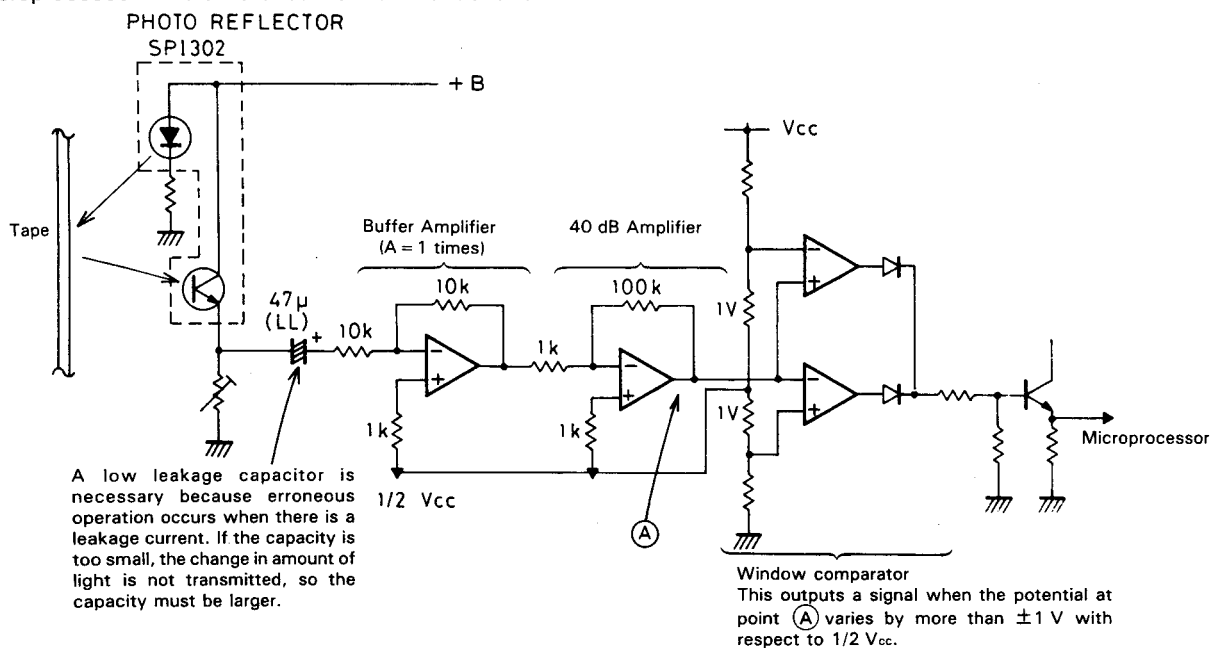 PHOTO REFLECTOR
SP1302
+ B
Vcc
Tape
Buffer Amplifier
(A = 1 times)
40 dB Amplifier
10k
100k
47μ
(LL)
+
10k
1k
1V
1V
1k
1k
1/2 Vcc
A
Microprocessor
A low leakage capacitor is
necessary because erroneous
operation occurs when there is a
leakage current. If the capacity is
too small, the change in amount of
light is not transmitted, so the
capacity must be larger.
Window comparator
This outputs a signal when the potential at
point Ⓐ varies by more than ±1 V with
respect to 1/2 Vcc.